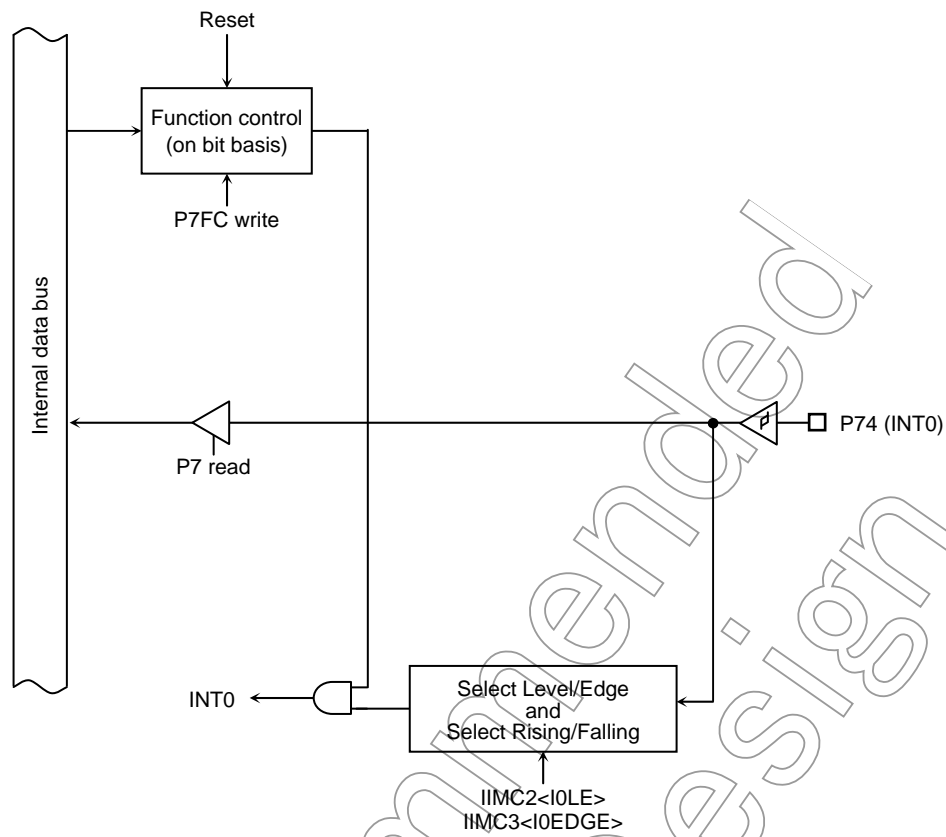 Reset
Function control
(on bit basis)
P7FC write
Internal data bus
P7 read
P74 (INT0)
INT0
Select Level/Edge
and
Select Rising/Falling
IIMC2<I0LE>
IIMC3<I0EDGE>